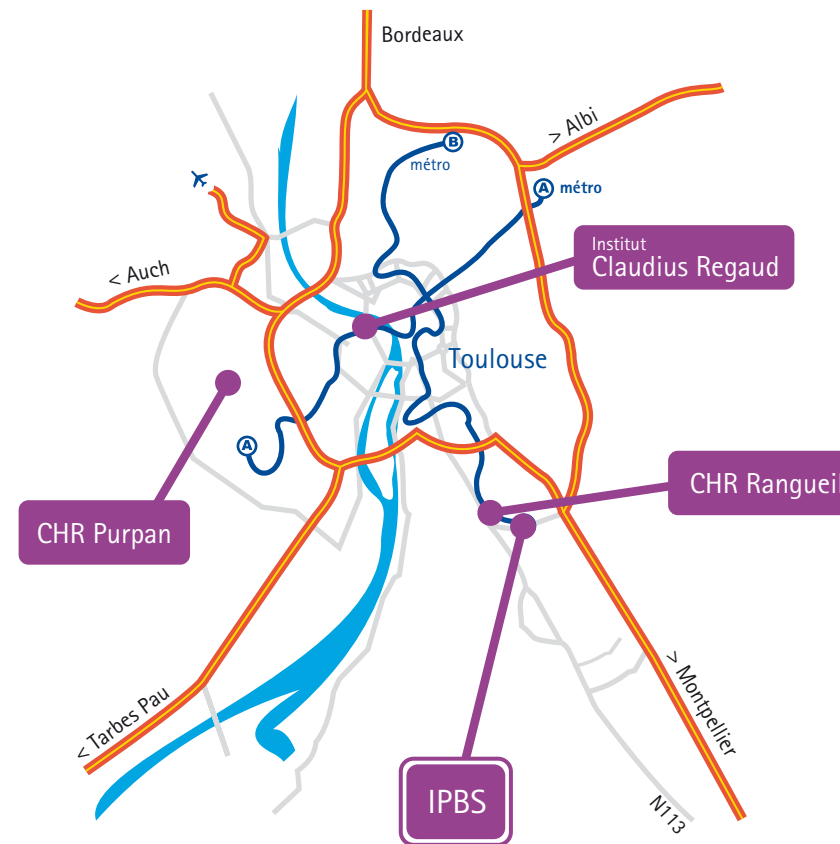 Bordeaux
> Albi
B
métro
A métro
Institut
Claudius Regaud
< Auch
Toulouse
A
CHR Rangueil
CHR Purpan
> Montpellier
< Tarbes Pau
IPBS
N113